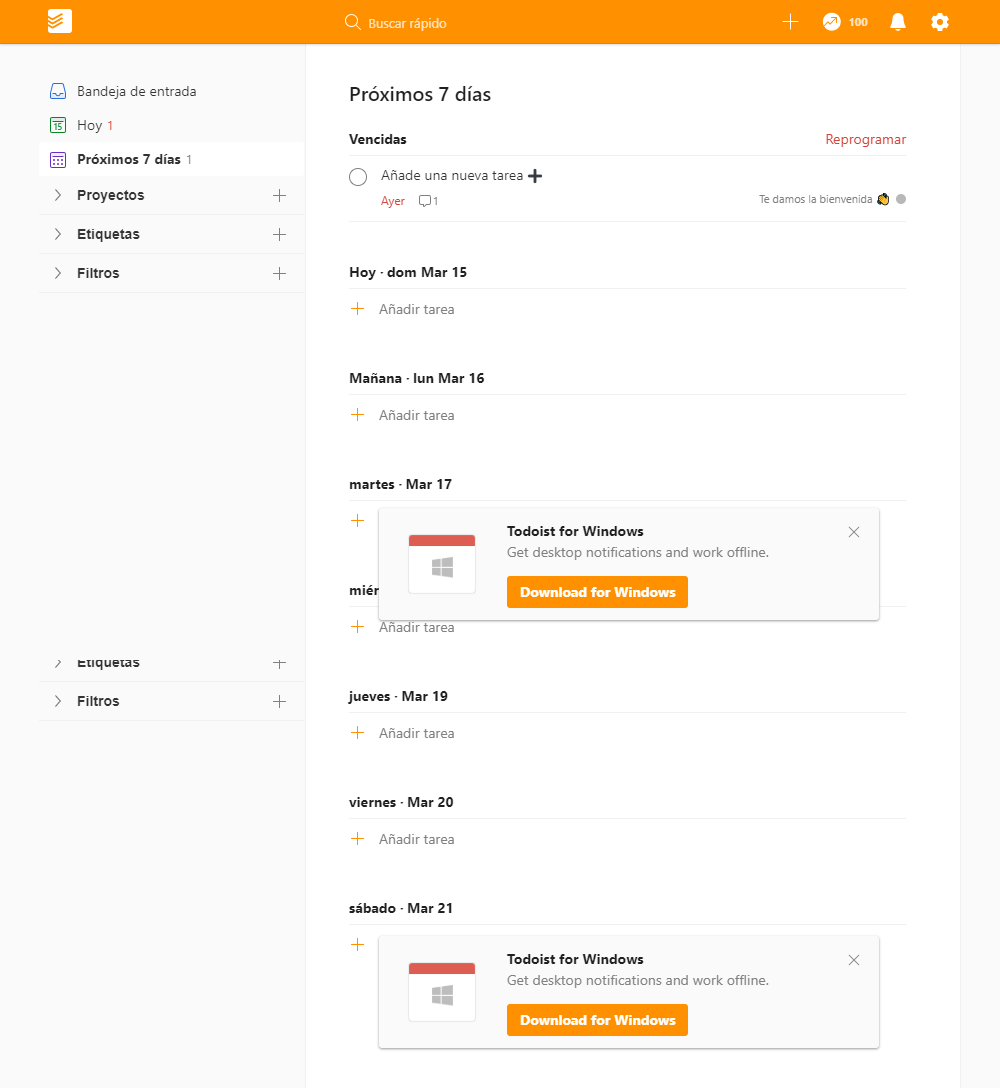 Buscar rápido
100
Bandeja de entrada
15
Hoy 1
Próximos 7 días 1
Proyectos
Etiquetas
Filtros
Etiquetas
Filtros
Próximos 7 días
Vencidas
Reprogramar
Añade una nueva tarea ➕
Ayer 1
Te damos la bienvenida 👏
Hoy · dom Mar 15
Añadir tarea
Mañana · lun Mar 16
Añadir tarea
martes · Mar 17
Todoist for Windows
Get desktop notifications and work offline.
Download for Windows
miér
Añadir tarea
jueves · Mar 19
Añadir tarea
viernes · Mar 20
Añadir tarea
sábado · Mar 21
Todoist for Windows
Get desktop notifications and work offline.
Download for Windows